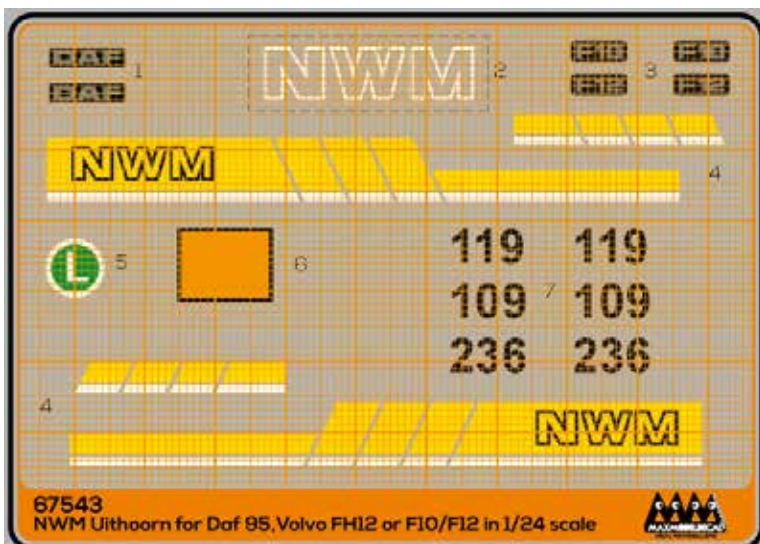 DAF
DAF
1
NWM
2
F10
F12
3
F10
F12
NWM
4
L
5
6
119 119
109 7 109
236 236
4
NWM
67543
NWM Uithoorn for Daf 95, Volvo FH12 or F10/F12 in 1/24 scale
MAXMODELS